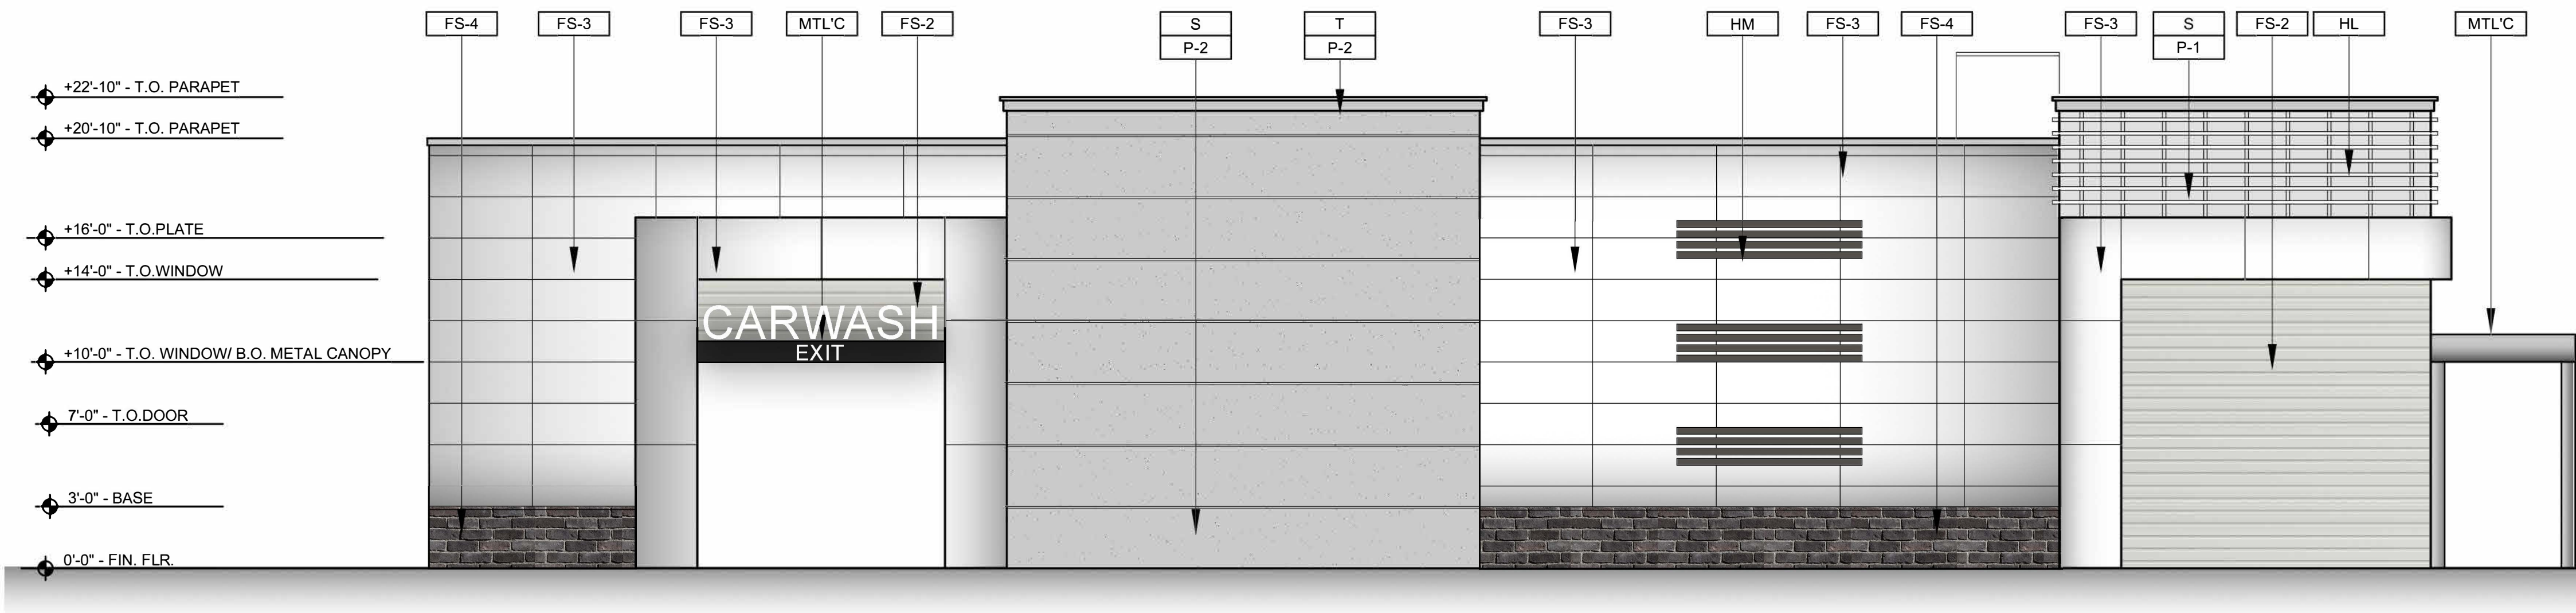 FS-4 FS-3 FS-3 MTL'C FS-2 S T FS-3 HM FS-3 FS-4 FS-3 S FS-2 HL MTL'C
P-2 P-2 P-1
+22'-10" - T.O. PARAPET
+20'-10" - T.O. PARAPET
+16'-0" - T.O.PLATE
+14'-0" - T.O.WINDOW
CARWASH
EXIT
+10'-0" - T.O. WINDOW/ B.O. METAL CANOPY
7'-0" - T.O.DOOR
3'-0" - BASE
0'-0" - FIN. FLR.